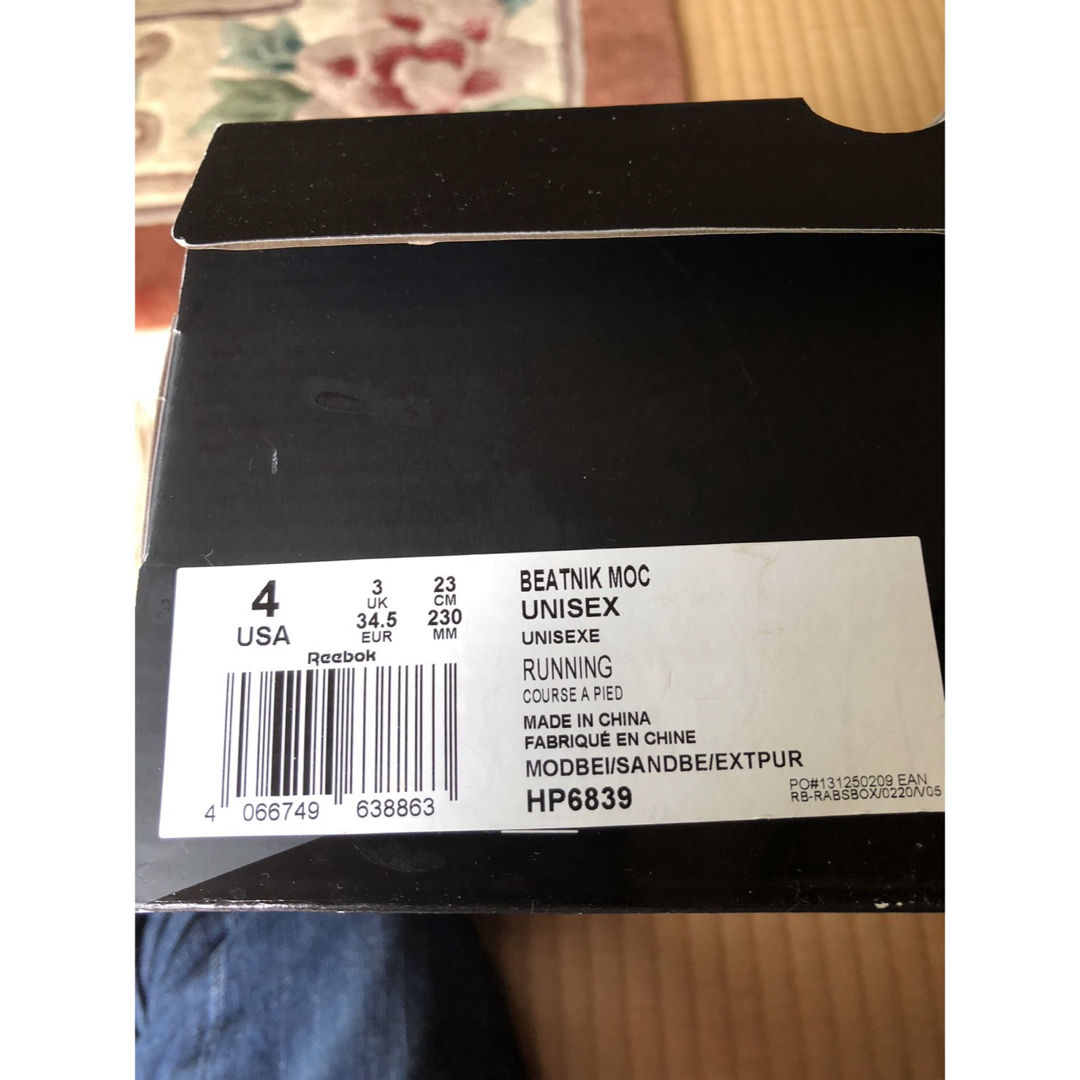 4
USA
3
UK
34.5
EUR
23
CM
230
MM
Reebok
4 066749 638863
BEATNIK MOC
UNISEX
UNISEXE
RUNNING
COURSE A PIED
MADE IN CHINA
FABRIQUÉ EN CHINE
MODBEI/SANDBE/EXTPUR
HP6839
PO#131250209 EAN
RB-RABSBOX/0220/V05